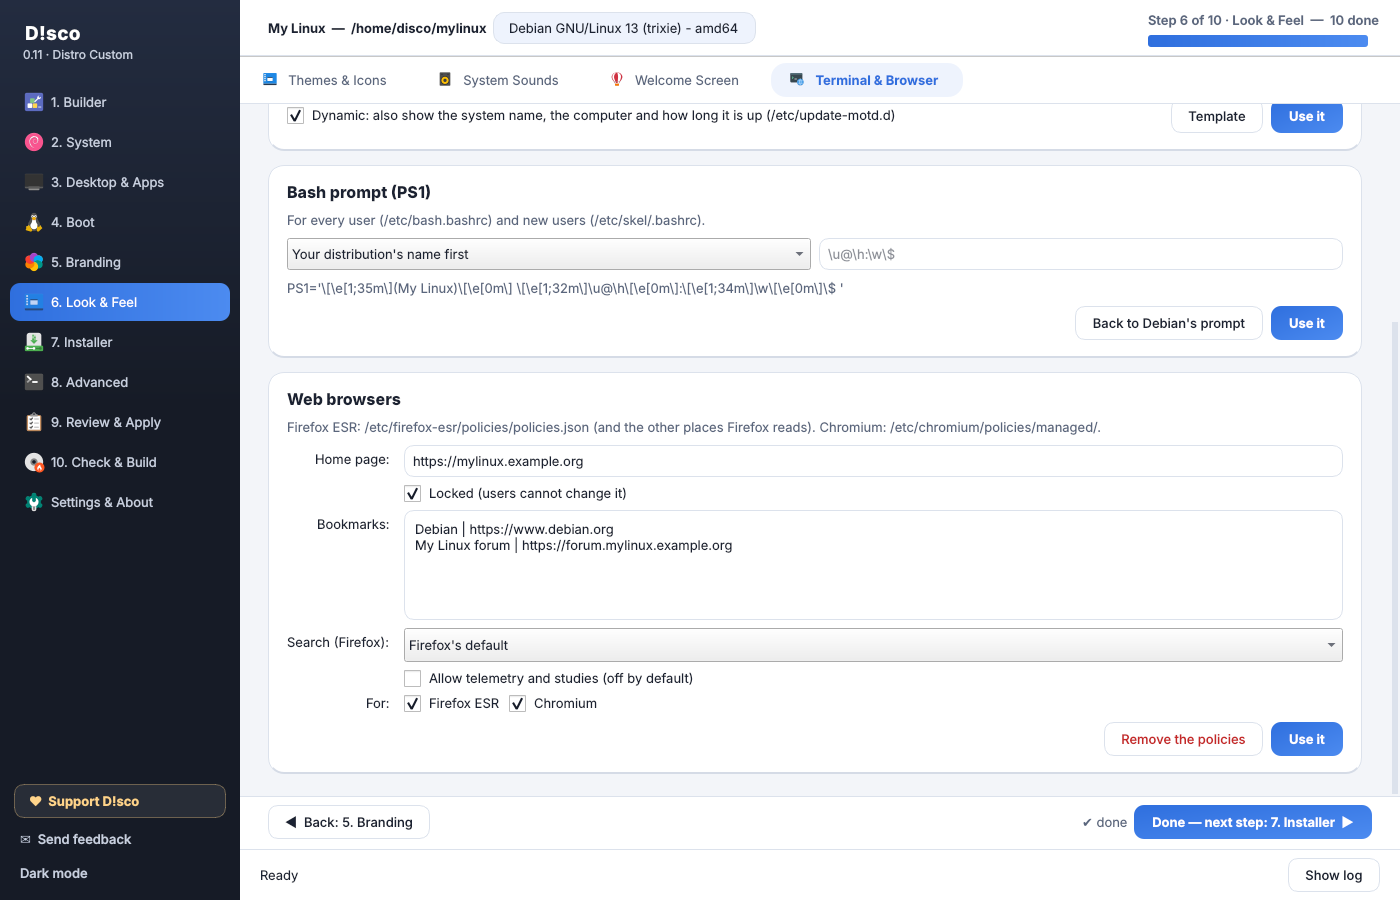 D!sco
0.11 · Distro Custom
1. Builder
2. System
3. Desktop & Apps
4. Boot
5. Branding
6. Look & Feel
7. Installer
8. Advanced
9. Review & Apply
10. Check & Build
Settings & About
Support D!sco
Send feedback
Dark mode
My Linux — /home/disco/mylinux
Debian GNU/Linux 13 (trixie) - amd64
Step 6 of 10 · Look & Feel — 10 done
Themes & Icons
System Sounds
Welcome Screen
Terminal & Browser
Dynamic: also show the system name, the computer and how long it is up (/etc/update-motd.d)
Template
Use it
Bash prompt (PS1)
For every user (/etc/bash.bashrc) and new users (/etc/skel/.bashrc).
Your distribution's name first
\u@\h:\w\$
PS1='\[\e[1;35m\](My Linux)\[\e[0m\] \[\e[1;32m\]\u@\h\[\e[0m\]:\[\e[1;34m\]\w\[\e[0m\]\$ '
Back to Debian's prompt
Use it
Web browsers
Firefox ESR: /etc/firefox-esr/policies/policies.json (and the other places Firefox reads). Chromium: /etc/chromium/policies/managed/.
Home page:
https://mylinux.example.org
Locked (users cannot change it)
Bookmarks:
Debian | https://www.debian.org
My Linux forum | https://forum.mylinux.example.org
Search (Firefox):
Firefox's default
Allow telemetry and studies (off by default)
For:
Firefox ESR
Chromium
Remove the policies
Use it
◀ Back: 5. Branding
✔ done
Done — next step: 7. Installer ▶
Ready
Show log